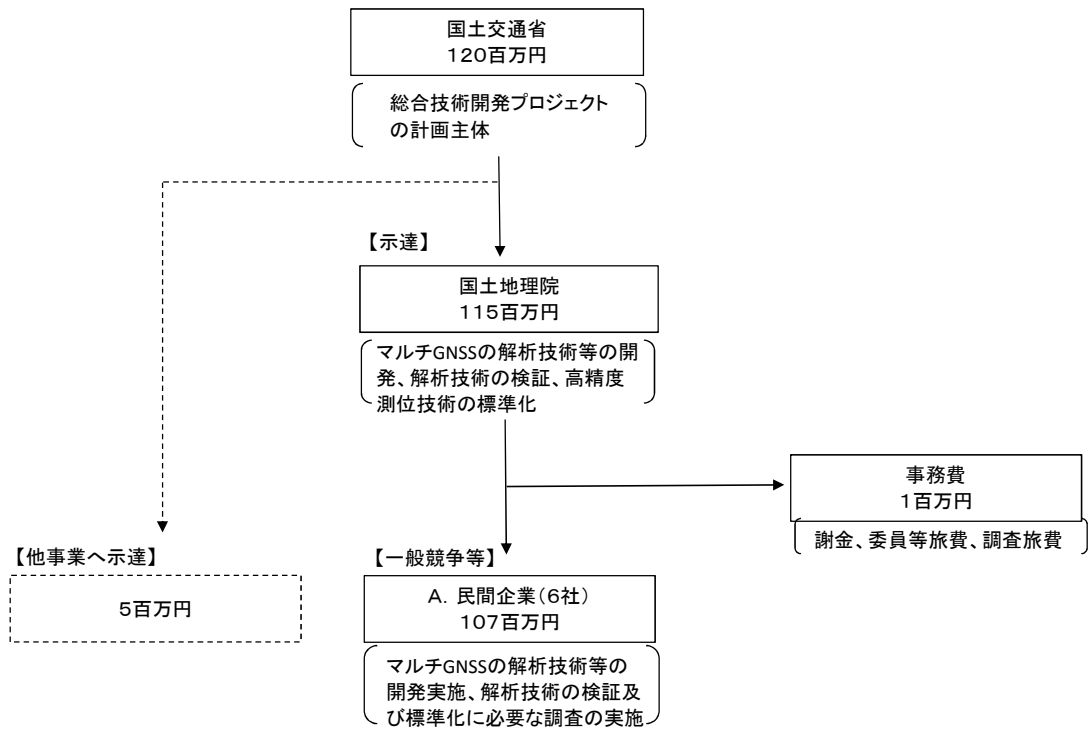 国土交通省
120百万円
総合技術開発プロジェクト
の計画主体
【示達】
国土地理院
115百万円
マルチGNSSの解析技術等の開
発、解析技術の検証、高精度
測位技術の標準化
事務費
1百万円
謝金、委員等旅費、調査旅費
【他事業へ示達】
5百万円
【一般競争等】
A．民間企業（6社）
107百万円
マルチGNSSの解析技術等の
開発実施、解析技術の検証及
び標準化に必要な調査の実施